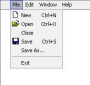 File Edit Window Help
New Ctrl+N
Open Ctrl+O
Close
Save Ctrl+S
Save As...
Exit